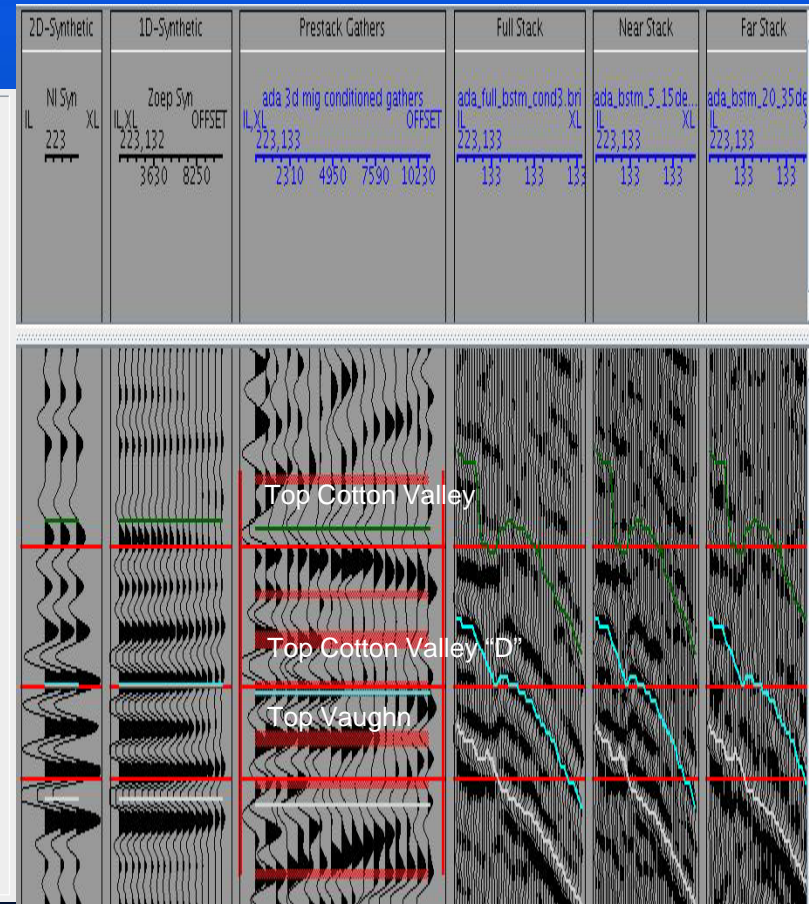 2D-Synthetic 1D-Synthetic Prestack Gathers Full Stack Near Stack Far Stack
NI Syn Zoep Syn ada 3d mig conditioned gathers ada_full_bstm_cond3.bri ada_bstm_5_15de... ada_bstm_20_35de
IL XL IL,XL OFFSET IL,XL OFFSET IL XL IL XL IL
223 223,132 223,133 223,133 223,133 223,133
3630 8250 2310 4950 7590 10230 133 133 133 133 133 133 133
Top Cotton Valley
Top Cotton Valley "D"
Top Vaughn